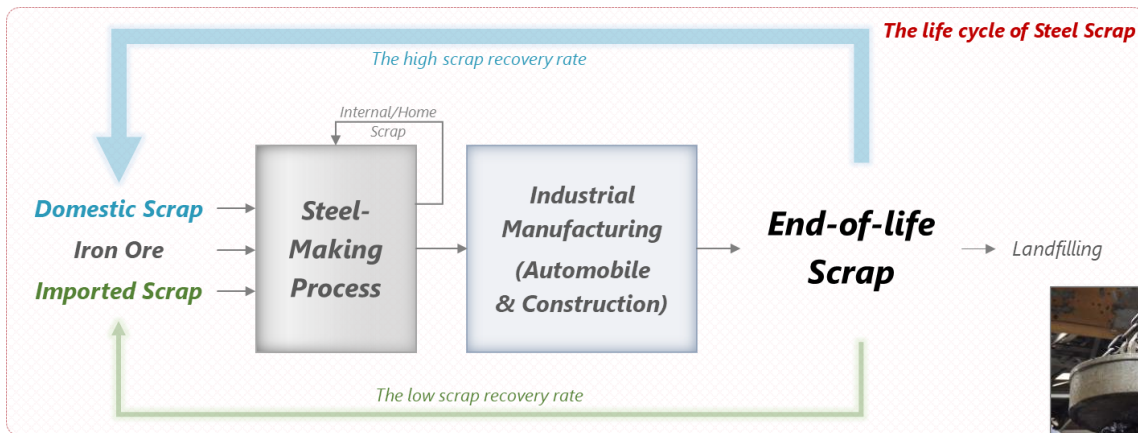 The life cycle of Steel Scrap
The high scrap recovery rate
Internal/Home
Scrap
Domestic Scrap
Iron Ore
Imported Scrap
Steel-
Making
Process
Industrial
Manufacturing
(Automobile
& Construction)
End-of-life
Scrap
Landfilling
The low scrap recovery rate